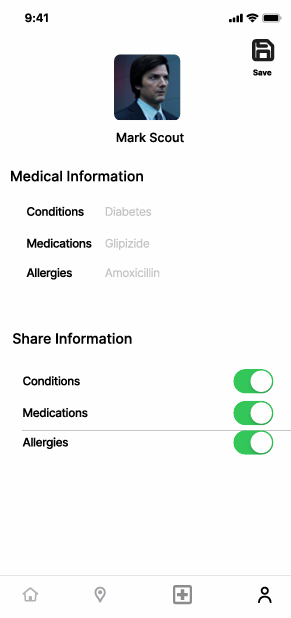 9:41
Save
Mark Scout
Medical Information
Conditions Diabetes
Medications Glipizide
Allergies Amoxicillin
Share Information
Conditions
Medications
Allergies